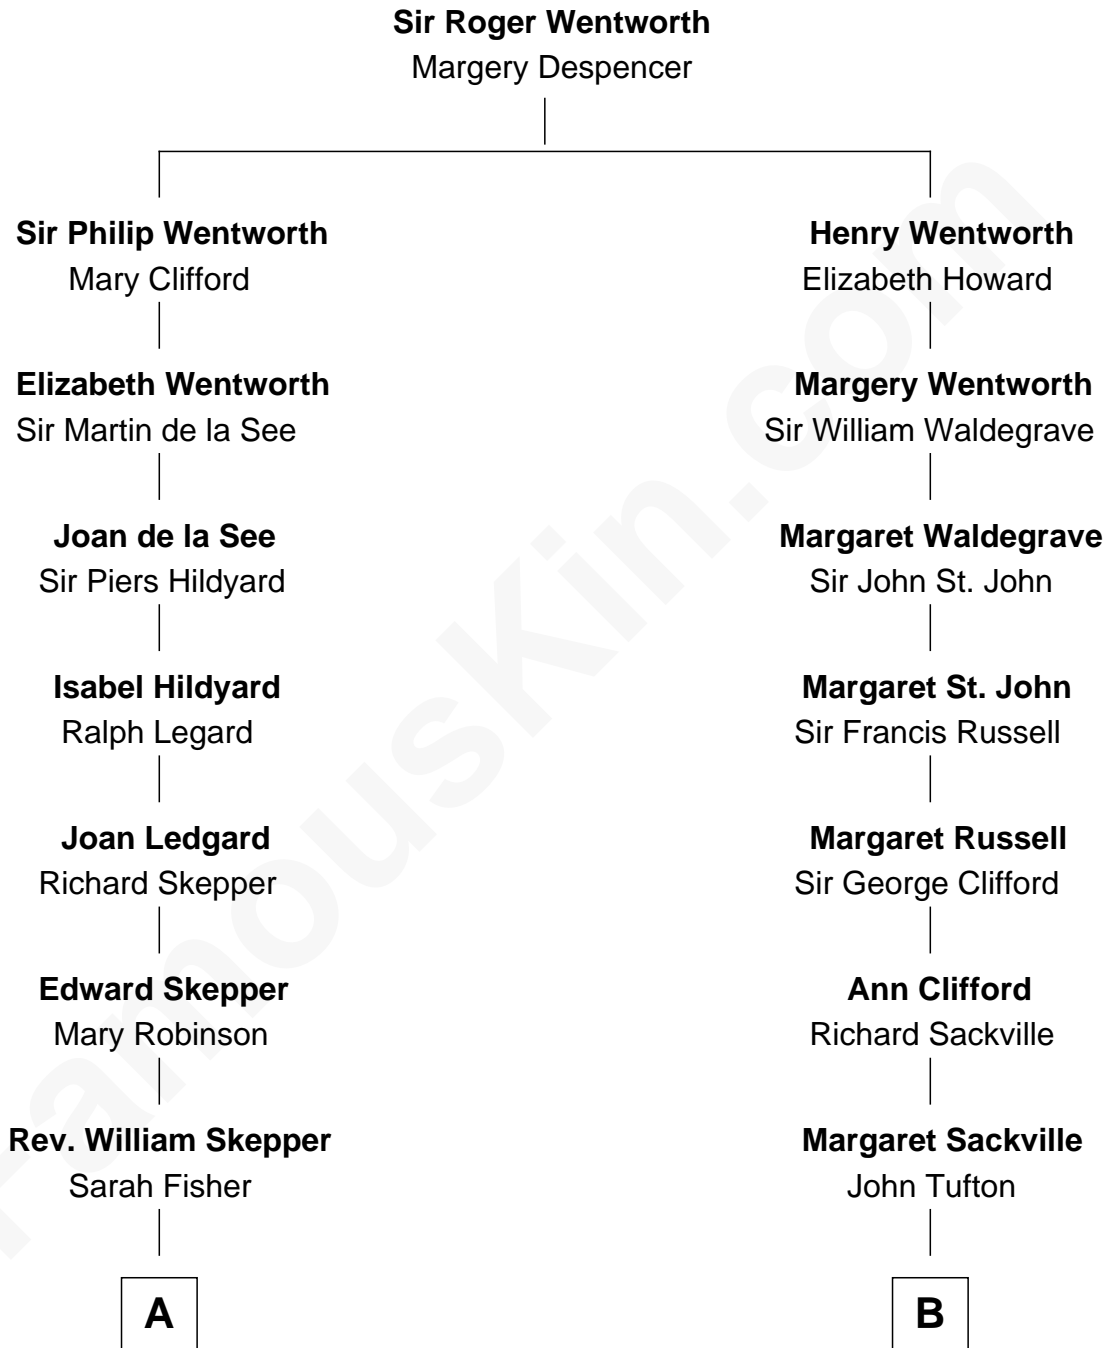 Sir Roger Wentworth
Margery Despencer
Sir Philip Wentworth
Mary Clifford
Henry Wentworth
Elizabeth Howard
Elizabeth Wentworth
Sir Martin de la See
Margery Wentworth
Sir William Waldegrave
Joan de la See
Sir Piers Hildyard
Margaret Waldegrave
Sir John St. John
Isabel Hildyard
Ralph Legard
Margaret St. John
Sir Francis Russell
Joan Ledgard
Richard Skepper
Margaret Russell
Sir George Clifford
Edward Skepper
Mary Robinson
Ann Clifford
Richard Sackville
Rev. William Skepper
Sarah Fisher
Margaret Sackville
John Tufton
A
B
FamousKin.com